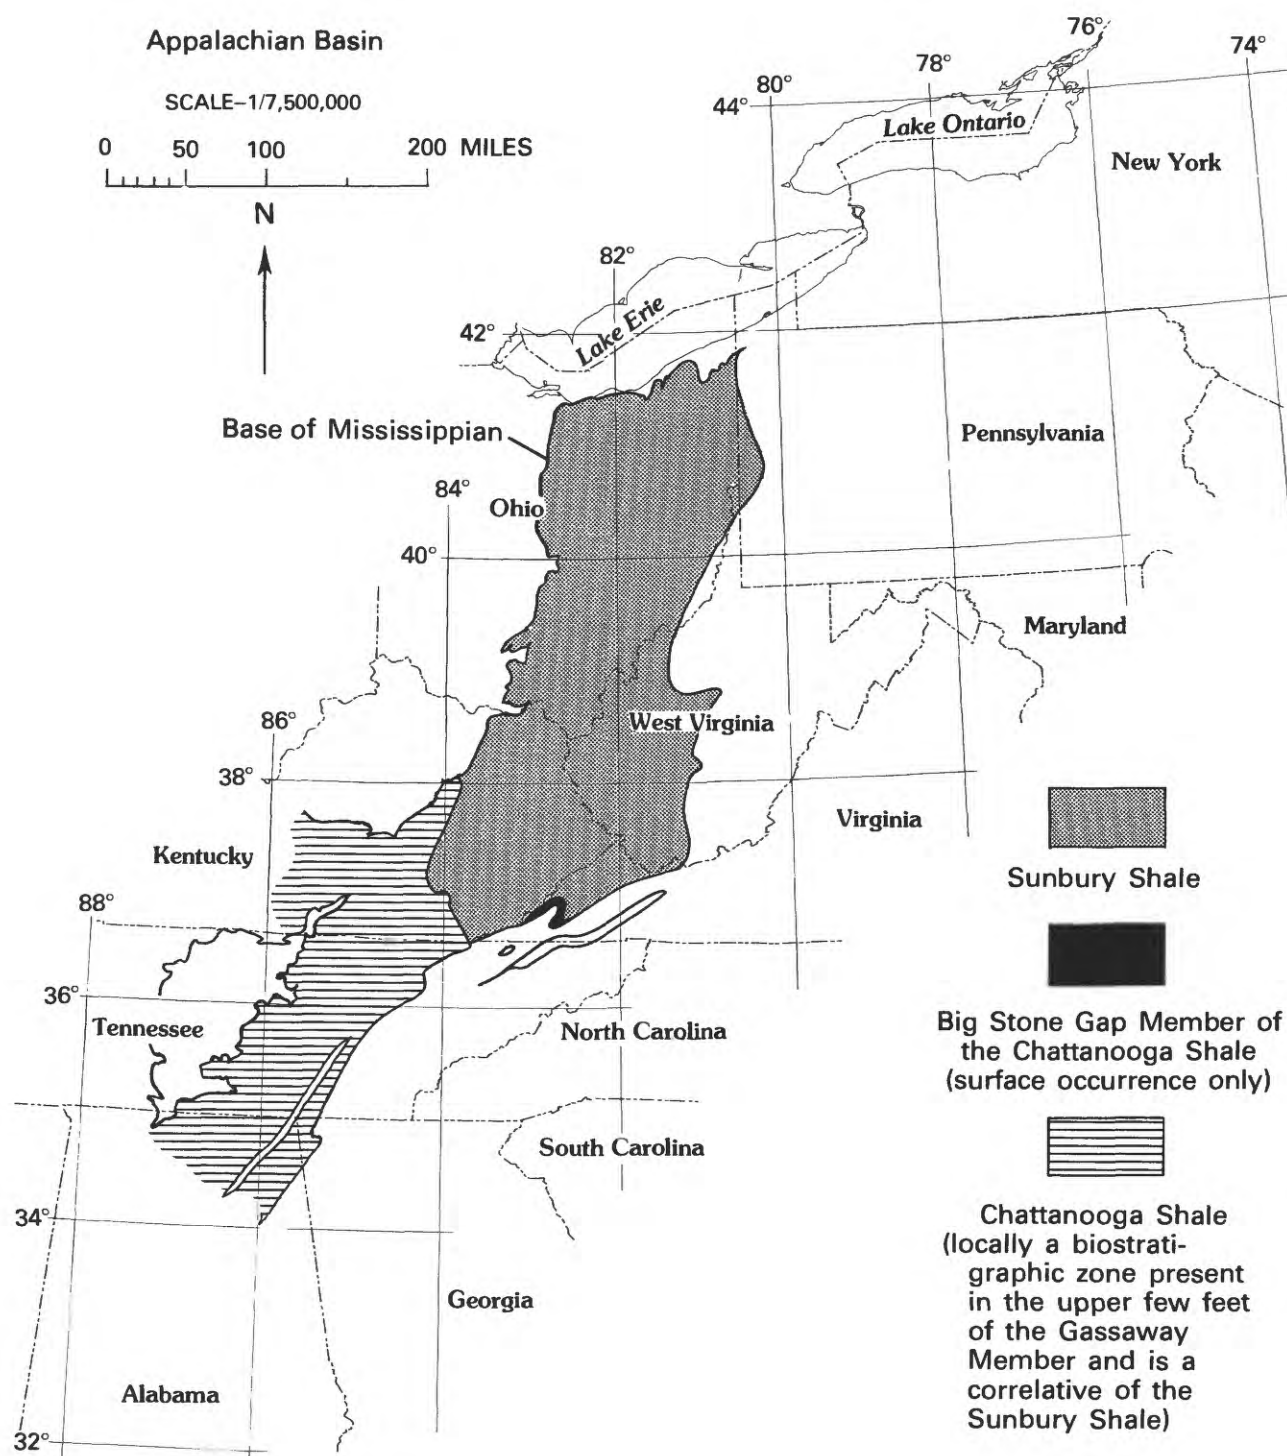 Appalachian Basin
SCALE–1/7,500,000
0 50 100 200 MILES
N
76°
74°
78°
80°
44°
Lake Ontario
New York
82°
42°
Lake Erie
Base of Mississippian
Pennsylvania
84°
Ohio
40°
Maryland
86°
West Virginia
38°
Virginia
Kentucky
Sunbury Shale
88°
36°
Tennessee
North Carolina
Big Stone Gap Member of
the Chattanooga Shale
(surface occurrence only)
South Carolina
34°
Chattanooga Shale
(locally a biostrati-
graphic zone present
in the upper few feet
of the Gassaway
Member and is a
correlative of the
Sunbury Shale)
Georgia
Alabama
32°